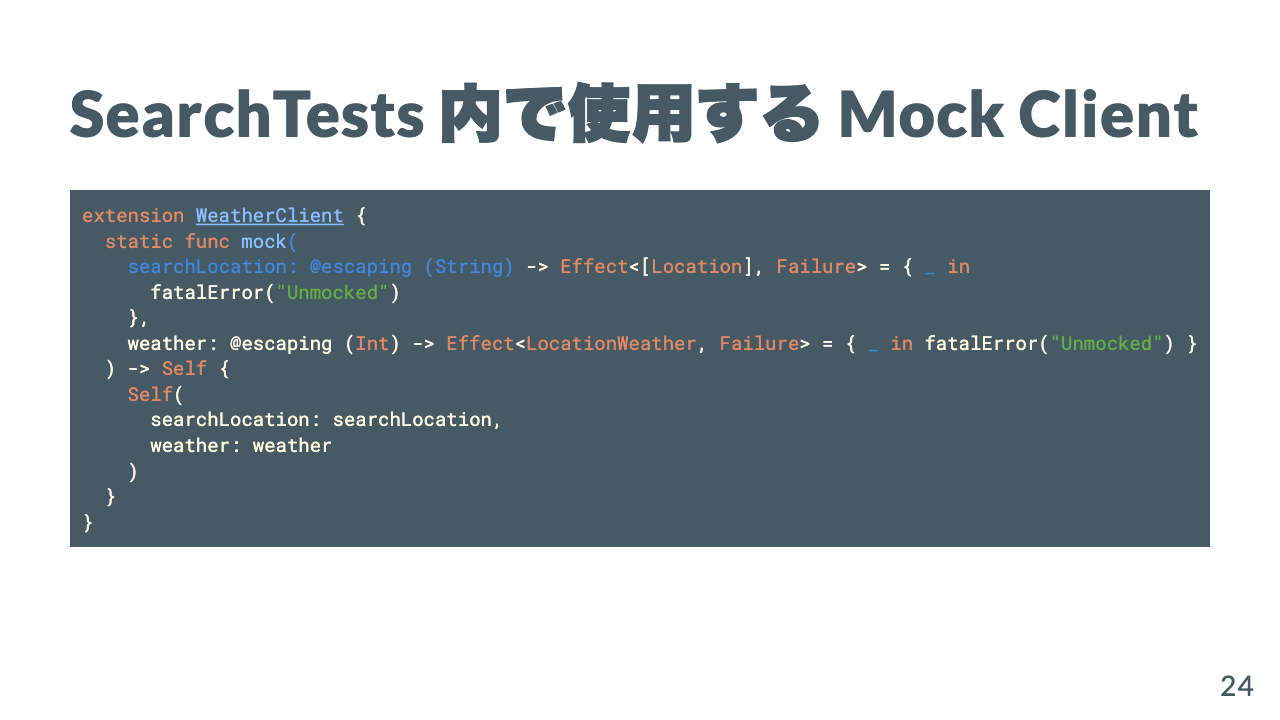 SearchTests 内で使用する Mock Client
extension WeatherClient {
  static func mock(
    searchLocation: @escaping (String) -> Effect<[Location], Failure> = { _ in
      fatalError("Unmocked")
    },
    weather: @escaping (Int) -> Effect<LocationWeather, Failure> = { _ in fatalError("Unmocked") }
  ) -> Self {
    Self(
      searchLocation: searchLocation,
      weather: weather
    )
  }
}
24